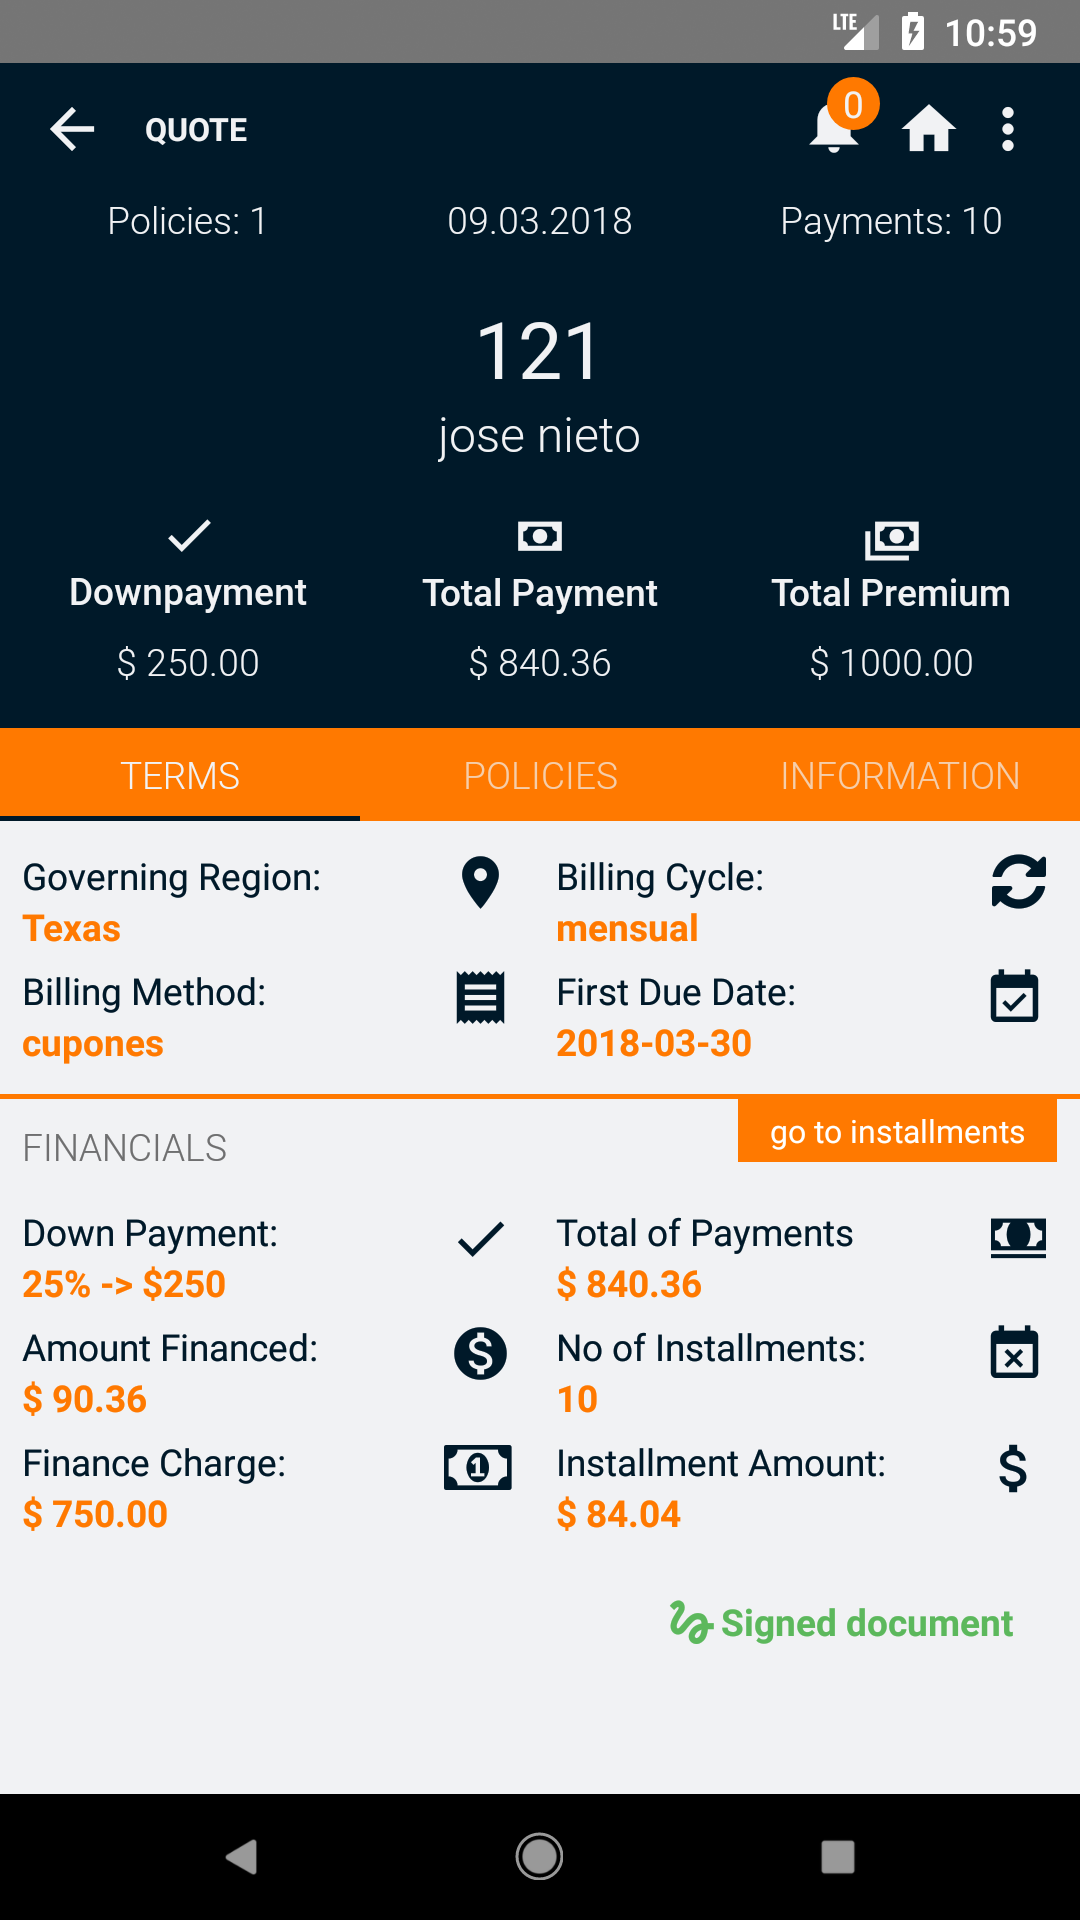 LTE 10:59
QUOTE 0
Policies: 1 09.03.2018 Payments: 10
121
jose nieto
Downpayment Total Payment Total Premium
$ 250.00 $ 840.36 $ 1000.00
TERMS POLICIES INFORMATION
Governing Region: Billing Cycle:
Texas mensual
Billing Method: First Due Date:
cupones 2018-03-30
go to installments
FINANCIALS
Down Payment: Total of Payments
25% -> $250 $ 840.36
Amount Financed: No of Installments:
$ 90.36 10
Finance Charge: Installment Amount:
$ 750.00 $ 84.04
Signed document